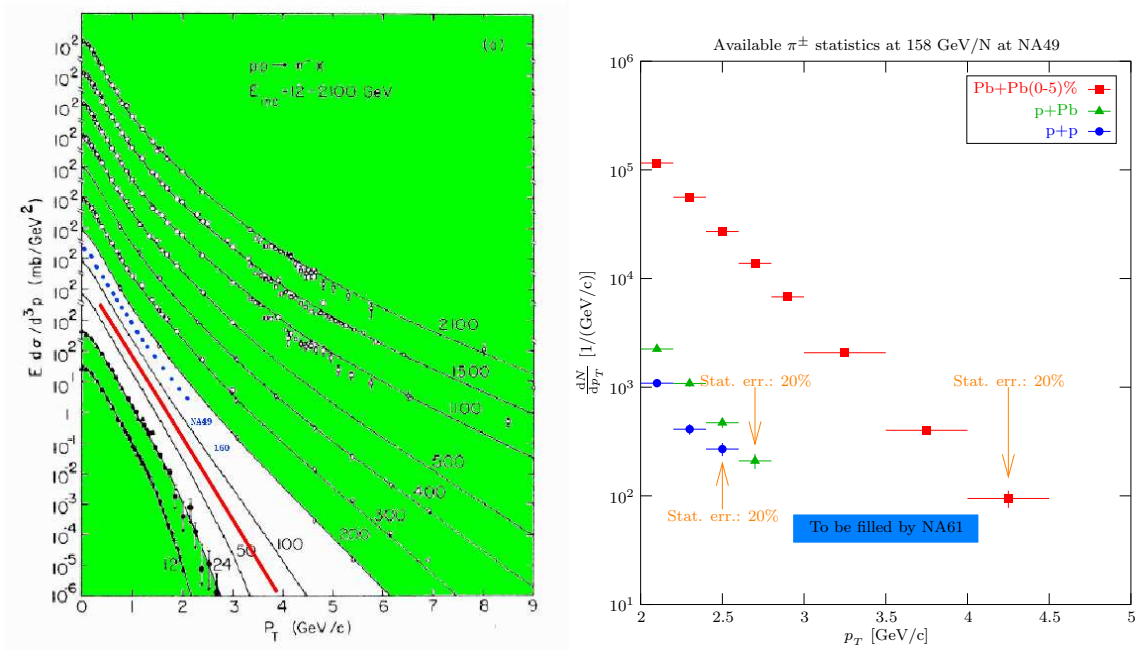 (a)
pp → π⁻ X
E_inc = 12 - 2100 GeV
E dσ/d³p (mb/GeV²)
10²
10²
10²
10²
10²
10²
10²
10²
10²
10²
10²
10¹
1
10⁻¹
10⁻²
10⁻³
10⁻⁴
10⁻⁵
10⁻⁶
2100
1500
1100
500
400
300
200
NA49
160
100
50
24
12
0 1 2 3 4 5 6 7 8 9
P_T (GeV/c)
Available π± statistics at 158 GeV/N at NA49
Pb+Pb(0-5)%
p+Pb
p+p
dN/dp_T [1/(GeV/c)]
10⁶
10⁵
10⁴
10³
10²
10¹
Stat. err.: 20%
Stat. err.: 20%
Stat. err.: 20%
To be filled by NA61
2 2.5 3 3.5 4 4.5 5
p_T [GeV/c]